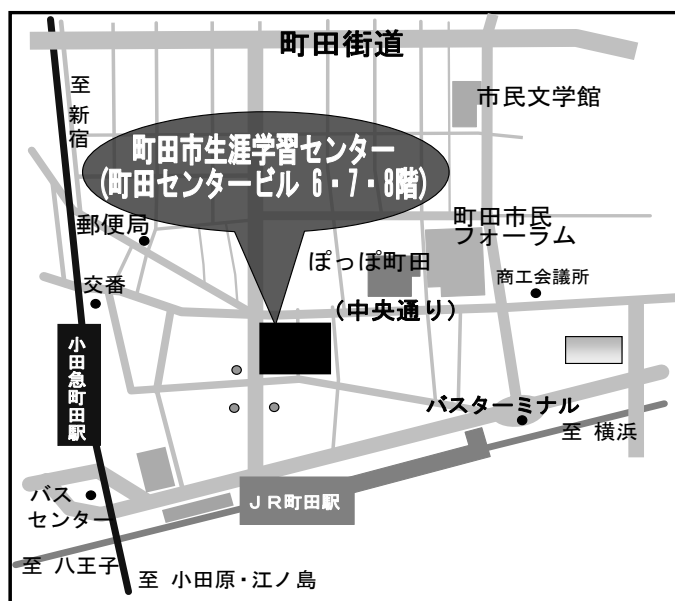 町田街道
至 新宿
市民文学館
町田市生涯学習センター
(町田センタービル 6・7・8階)
郵便局
町田市民
フォーラム
ぽっぽ町田
商工会議所
交番
(中央通り)
小田急町田駅
バスターミナル
至 横浜
バス
センター
JR町田駅
至 八王子
至 小田原・江ノ島